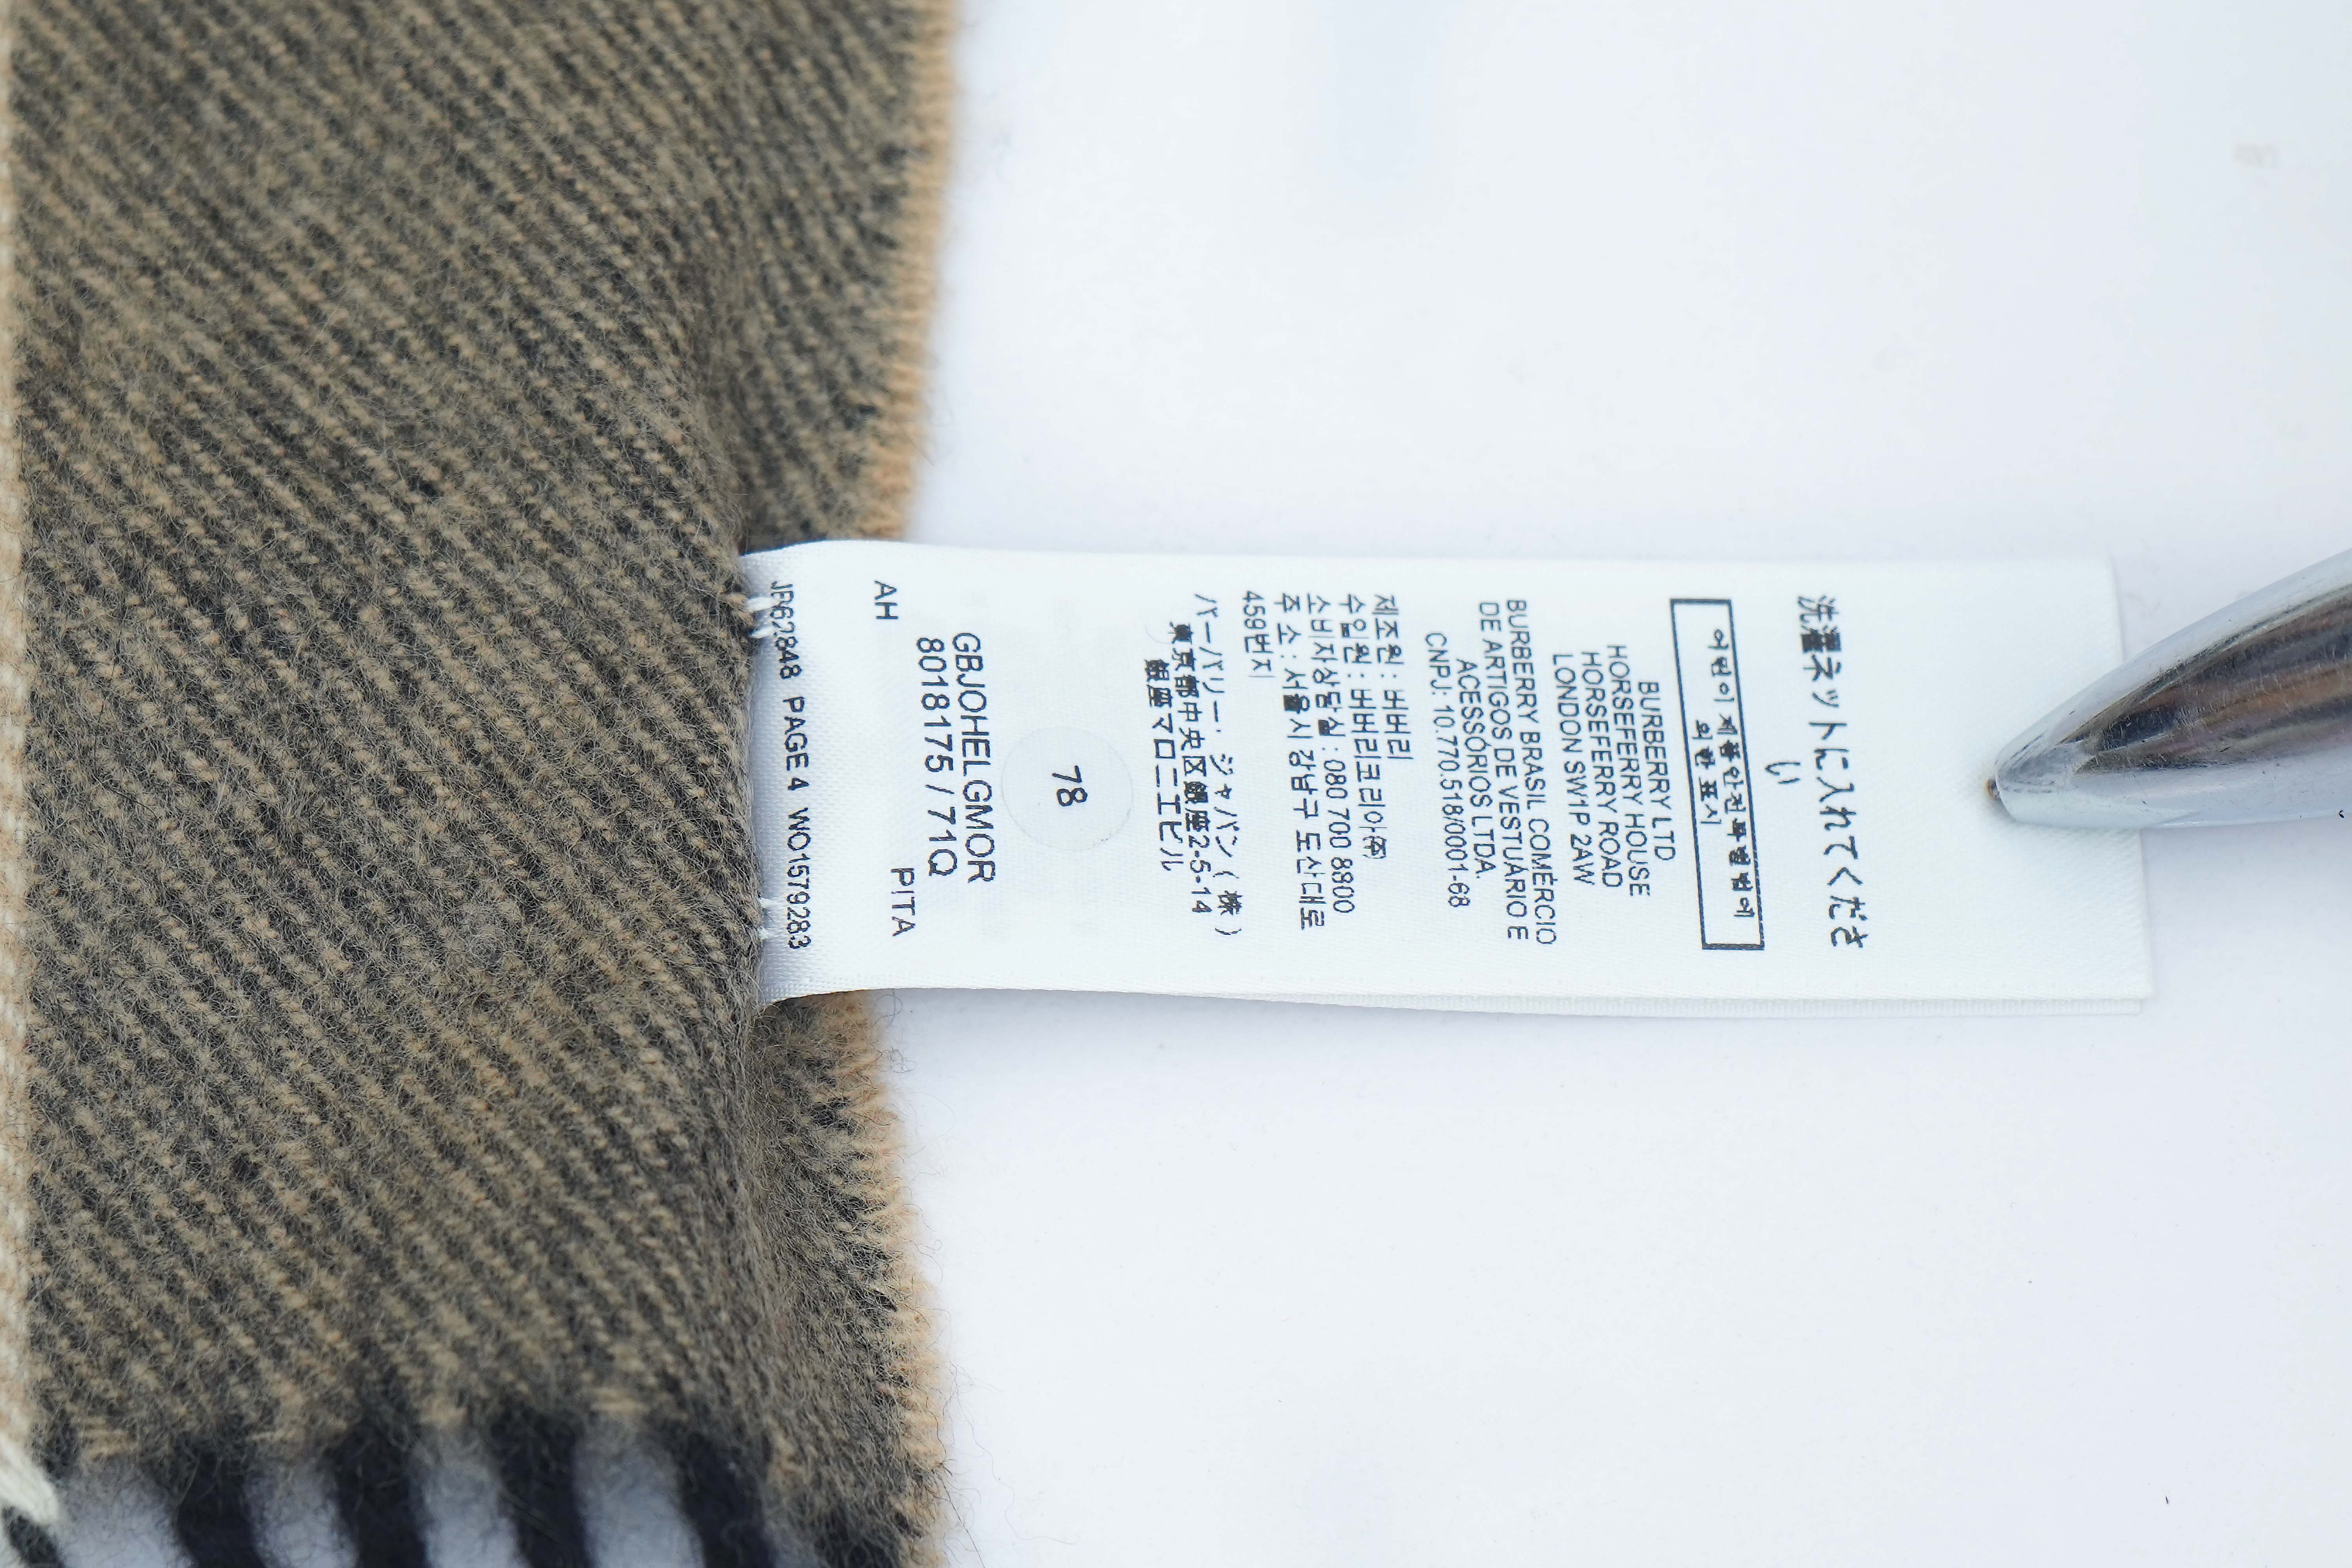 洗濯ネットに入れてくださ
い
어린이제품안전특별법에
의한 표시
BURBERRY LTD
HORSEFERRY HOUSE
HORSEFERRY ROAD
LONDON SW1P 2AW
BURBERRY BRASIL COMÉRCIO
DE ARTIGOS DE VESTUÁRIO E
ACESSÓRIOS LTDA.
CNPJ: 10.770.518/0001-68
제조원 : 버버리
수입원 : 버버리코리아㈜
소비자상담실 : 080 700 8800
주 소 : 서울시 강남구 도산대로
459번지
バーバリー・ジャパン(株)
東京都中央区銀座2-5-14
銀座マロニエビル
78
GBJOHELGMOR
8018175 / 71Q
AH PITA
JP62848 PAGE 4 WO1579283